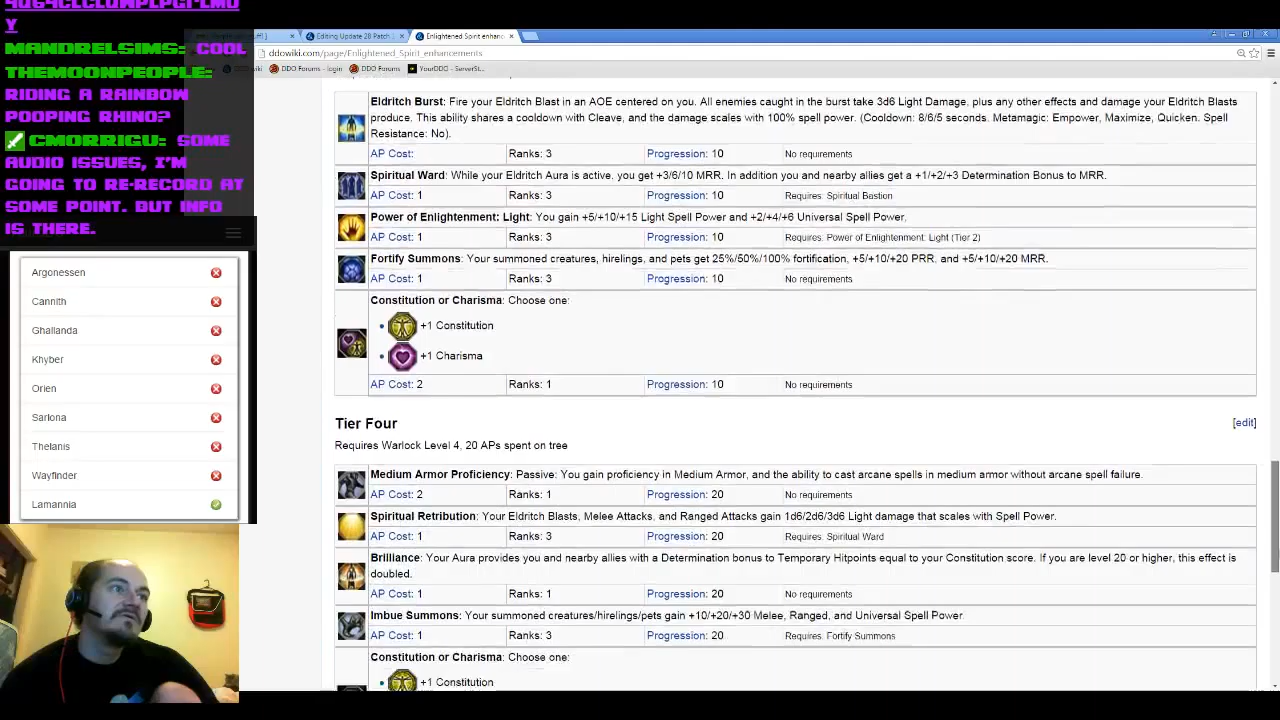 Y
MANDRELSIMS: COOL
THEMOONPEOPLE:
RIDING A RAINBOW
POOPING RHINO?
CMORRIGU: SOME
AUDIO ISSUES, I'M
GOING TO RE-RECORD AT
SOME POINT. BUT INFO
IS THERE.
Argonessen
Cannith
Ghallanda
Khyber
Orien
Sarlona
Thelanis
Wayfinder
Lamannia
Editing Update 28 Patch
Enlightened_Spirit enhance
ddowiki.com/page/Enlightened_Spirit_enhancements
DDO Forums - login
DDO Forums
YourDDO - ServerSt...
Eldritch Burst: Fire your Eldritch Blast in an AOE centered on you. All enemies caught in the burst take 3d6 Light Damage, plus any other effects and damage your Eldritch Blasts
produce. This ability shares a cooldown with Cleave, and the damage scales with 100% spell power. (Cooldown: 8/6/5 seconds. Metamagic: Empower, Maximize, Quicken. Spell
Resistance: No).
AP Cost: Ranks: 3 Progression: 10 No requirements
Spiritual Ward: While your Eldritch Aura is active, you get +3/6/10 MRR. In addition you and nearby allies get a +1/+2/+3 Determination Bonus to MRR.
AP Cost: 1 Ranks: 3 Progression: 10 Requires: Spiritual Bastion
Power of Enlightenment: Light: You gain +5/+10/+15 Light Spell Power and +2/+4/+6 Universal Spell Power.
AP Cost: 1 Ranks: 3 Progression: 10 Requires: Power of Enlightenment: Light (Tier 2)
Fortify Summons: Your summoned creatures, hirelings, and pets get 25%/50%/100% fortification, +5/+10/+20 PRR, and +5/+10/+20 MRR.
AP Cost: 1 Ranks: 3 Progression: 10
Constitution or Charisma: Choose one:
• +1 Constitution
• +1 Charisma
AP Cost: 2 Ranks: 1 Progression: 10 No requirements
Tier Four [edit]
Requires Warlock Level 4, 20 APs spent on tree
Medium Armor Proficiency: Passive: You gain proficiency in Medium Armor, and the ability to cast arcane spells in medium armor without arcane spell failure.
AP Cost: 2 Ranks: 1 Progression: 20 No requirements
Spiritual Retribution: Your Eldritch Blasts, Melee Attacks, and Ranged Attacks gain 1d6/2d6/3d6 Light damage that scales with Spell Power.
AP Cost: 1 Ranks: 3 Progression: 20 Requires: Spiritual Ward
Brilliance: Your Aura provides you and nearby allies with a Determination bonus to Temporary Hitpoints equal to your Constitution score. If you are level 20 or higher, this effect is
doubled.
AP Cost: 1 Ranks: 1 Progression: 20 No requirements
Imbue Summons: Your summoned creatures/hirelings/pets gain +10/+20/+30 Melee, Ranged, and Universal Spell Power.
AP Cost: 1 Ranks: 3 Progression: 20 Requires: Fortify Summons
Constitution or Charisma: Choose one:
• +1 Constitution